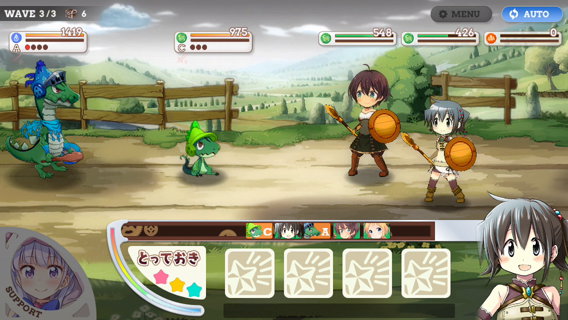 WAVE 3/3 6
MENU
AUTO
1419
975
548
426
0
A
C
C
A
とっておき
SUPPORT